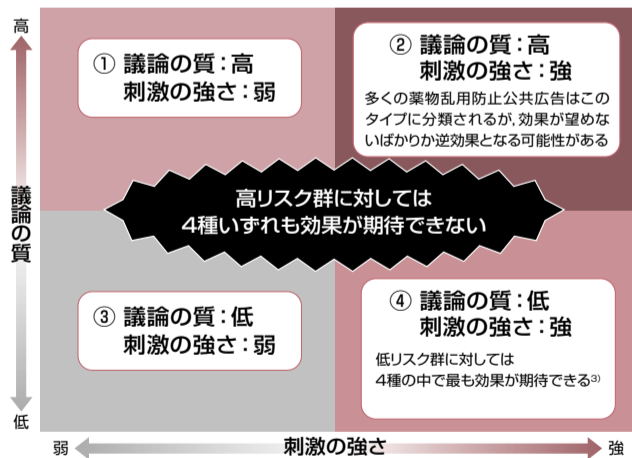 高
① 議論の質：高
刺激の強さ：弱
② 議論の質：高
刺激の強さ：強
多くの薬物乱用防止公共広告はこの
タイプに分類されるが，効果が望めな
いばかりか逆効果となる可能性がある
議論の質
高リスク群に対しては
4種いずれも効果が期待できない
③ 議論の質：低
刺激の強さ：弱
④ 議論の質：低
刺激の強さ：強
低リスク群に対しては
4種の中で最も効果が期待できる³⁾
低
弱
刺激の強さ
強